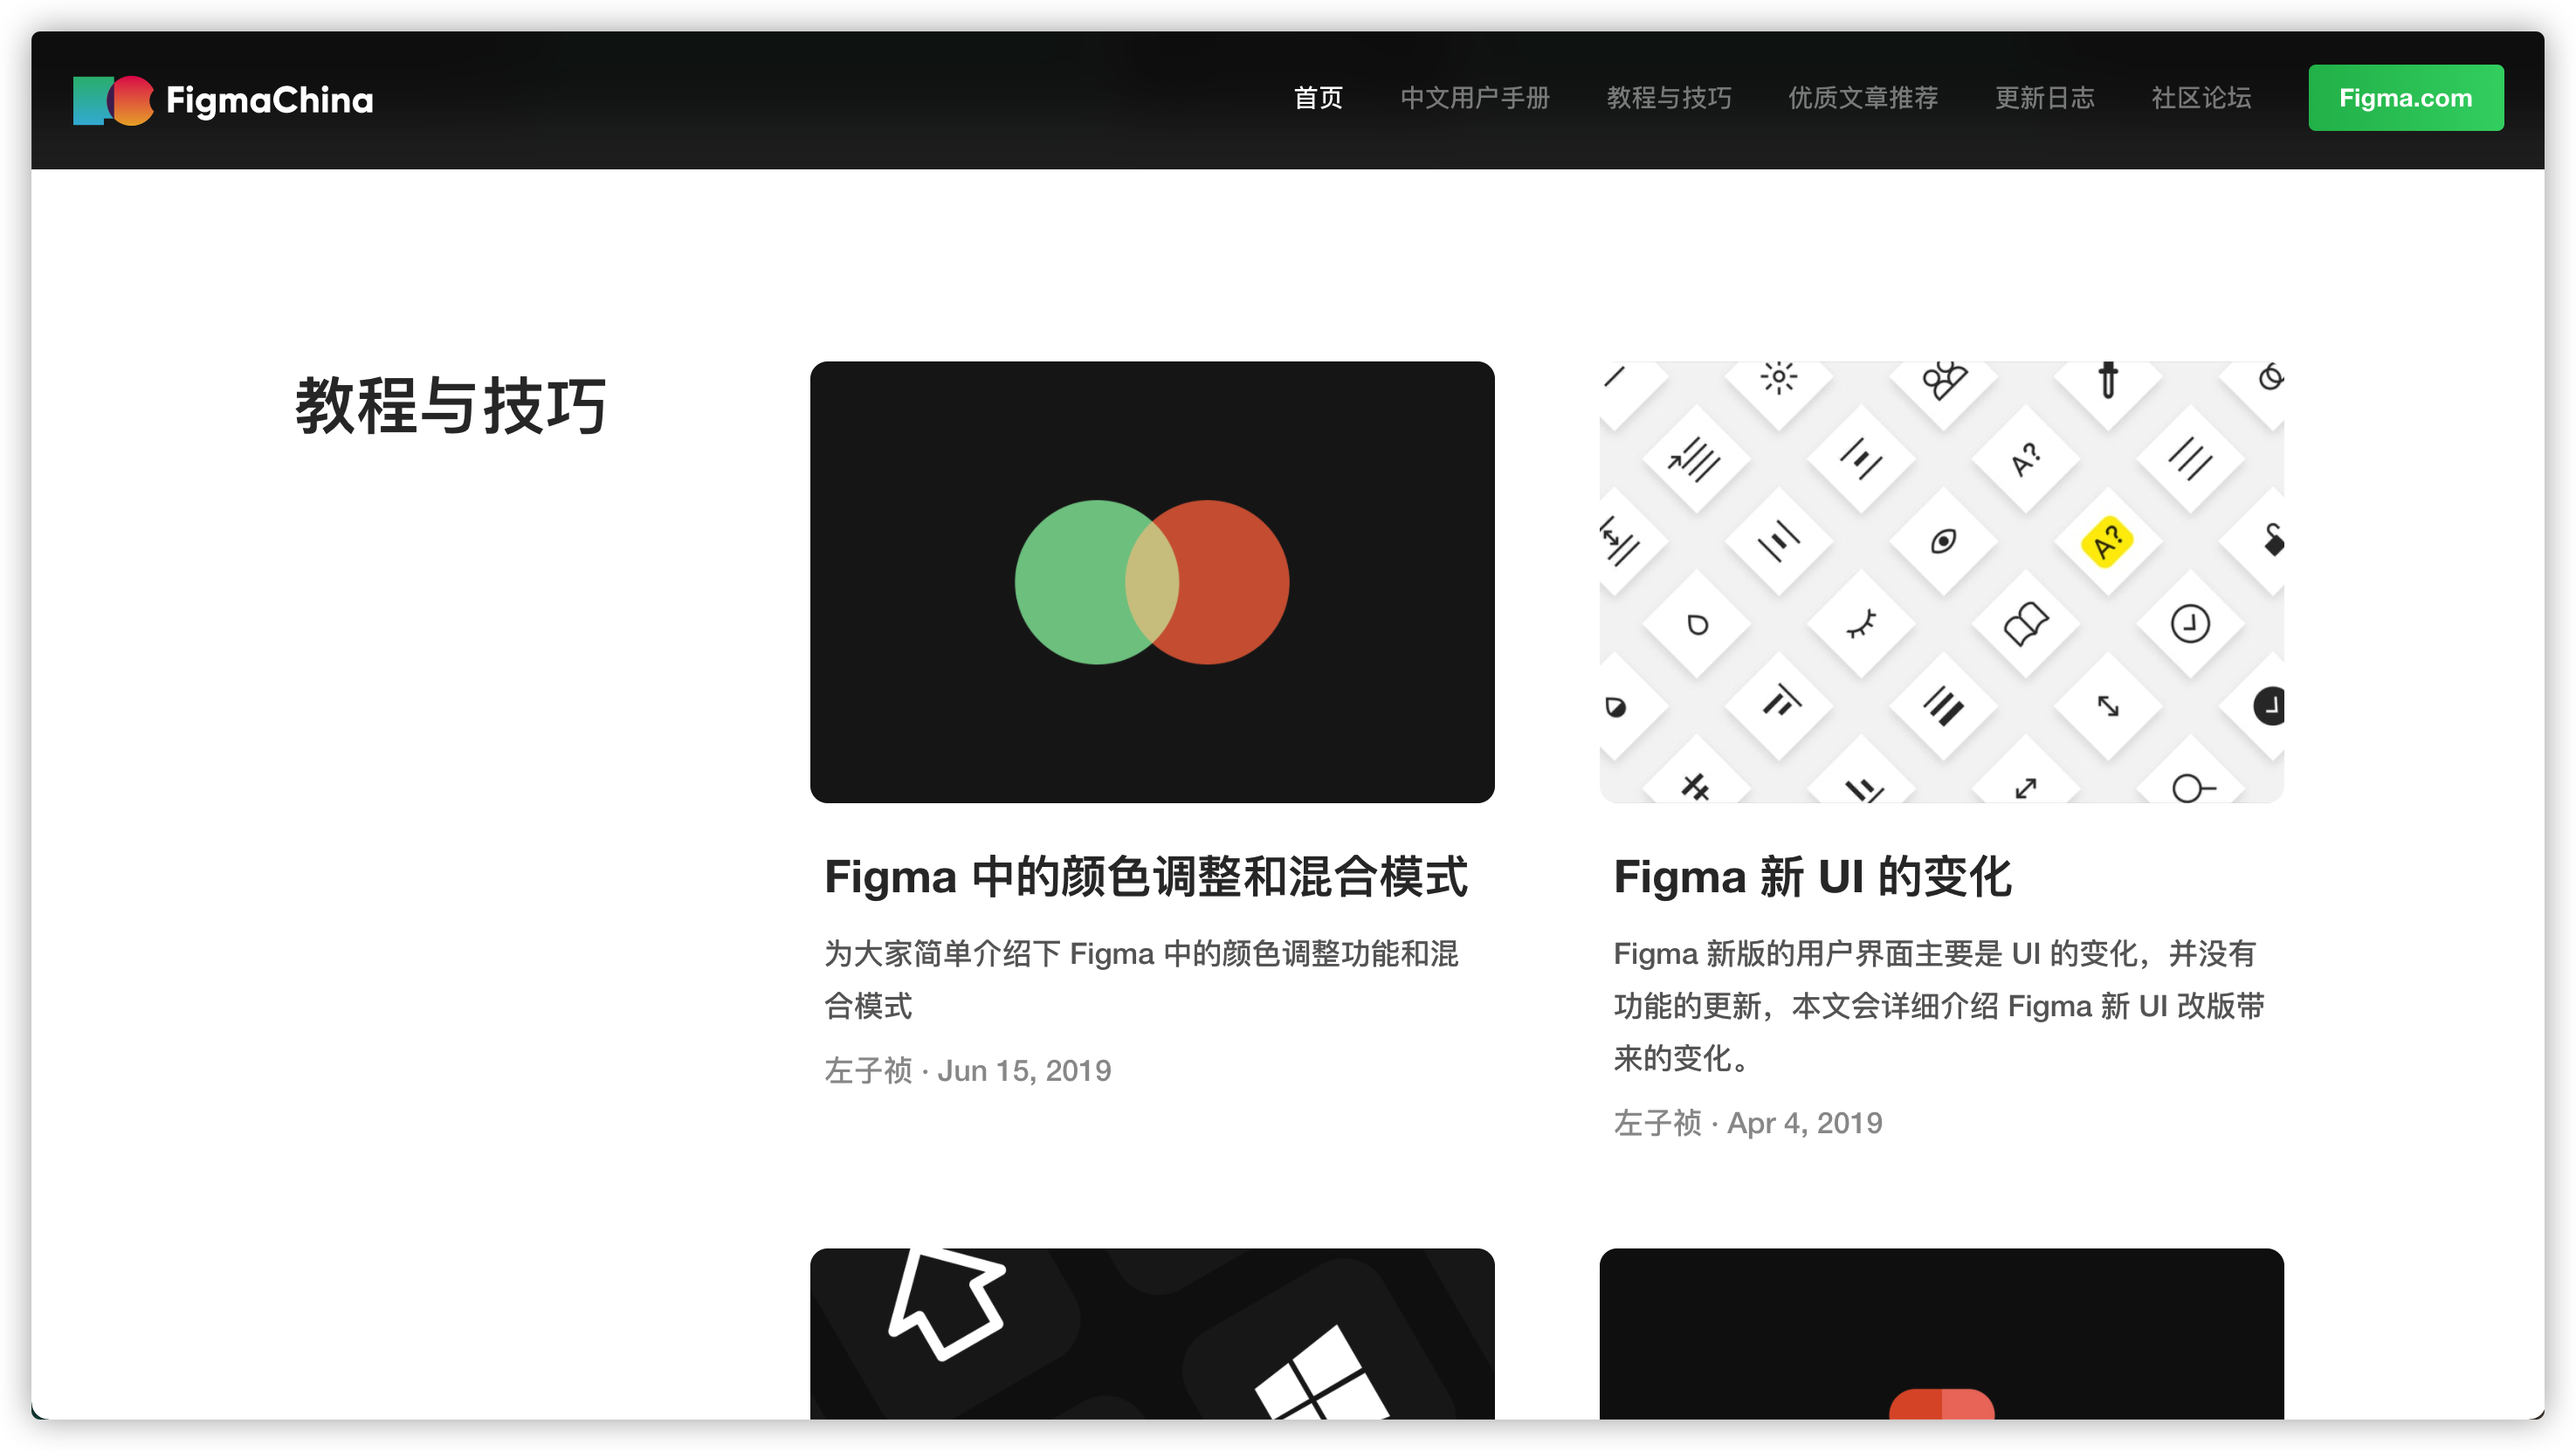 FigmaChina
首页
中文用户手册
教程与技巧
优质文章推荐
更新日志
社区论坛
Figma.com
教程与技巧
A?
A?
Figma 中的颜色调整和混合模式
为大家简单介绍下 Figma 中的颜色调整功能和混
合模式
左子祯 · Jun 15, 2019
Figma 新 UI 的变化
Figma 新版的用户界面主要是 UI 的变化，并没有
功能的更新，本文会详细介绍 Figma 新 UI 改版带
来的变化。
左子祯 · Apr 4, 2019